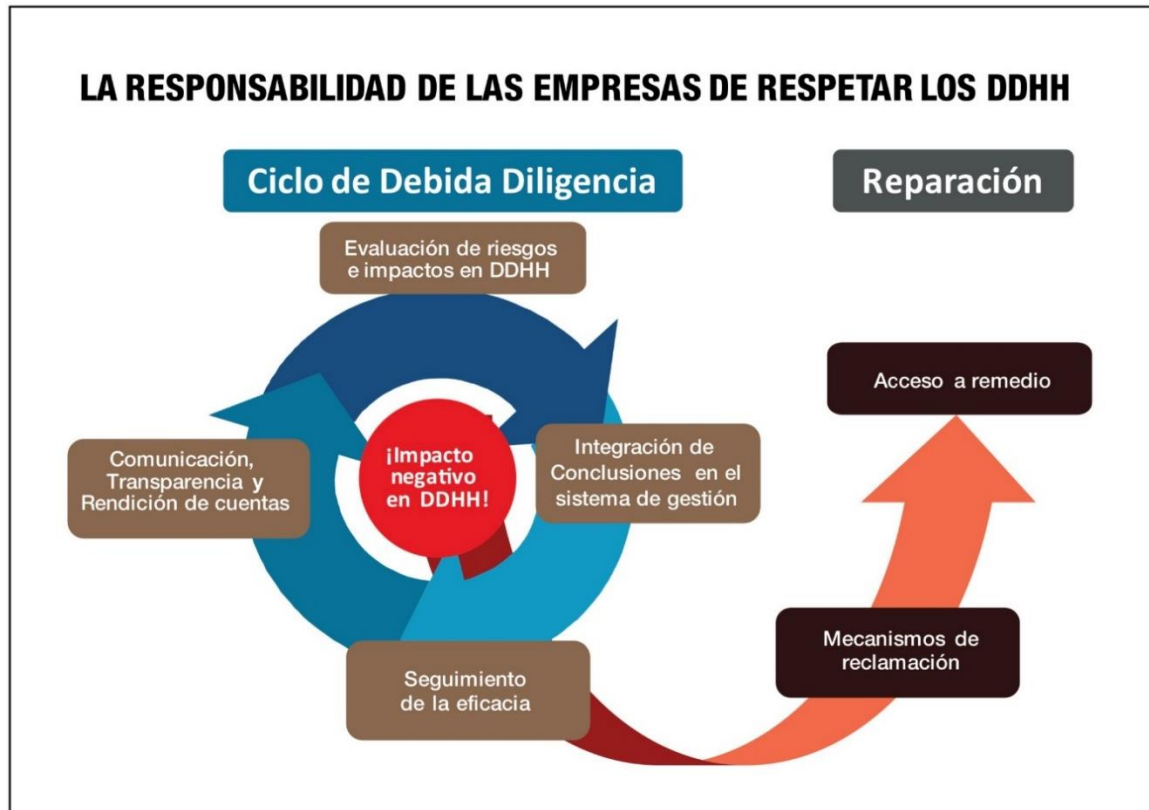 LA RESPONSABILIDAD DE LAS EMPRESAS DE RESPETAR LOS DDHH
Ciclo de Debida Diligencia
Evaluación de riesgos
e impactos en DDHH
Integración de
Conclusiones en el
sistema de gestión
Seguimiento
de la eficacia
Comunicación,
Transparencia y
Rendición de cuentas
¡Impacto
negativo
en DDHH!
Reparación
Acceso a remedio
Mecanismos de
reclamación